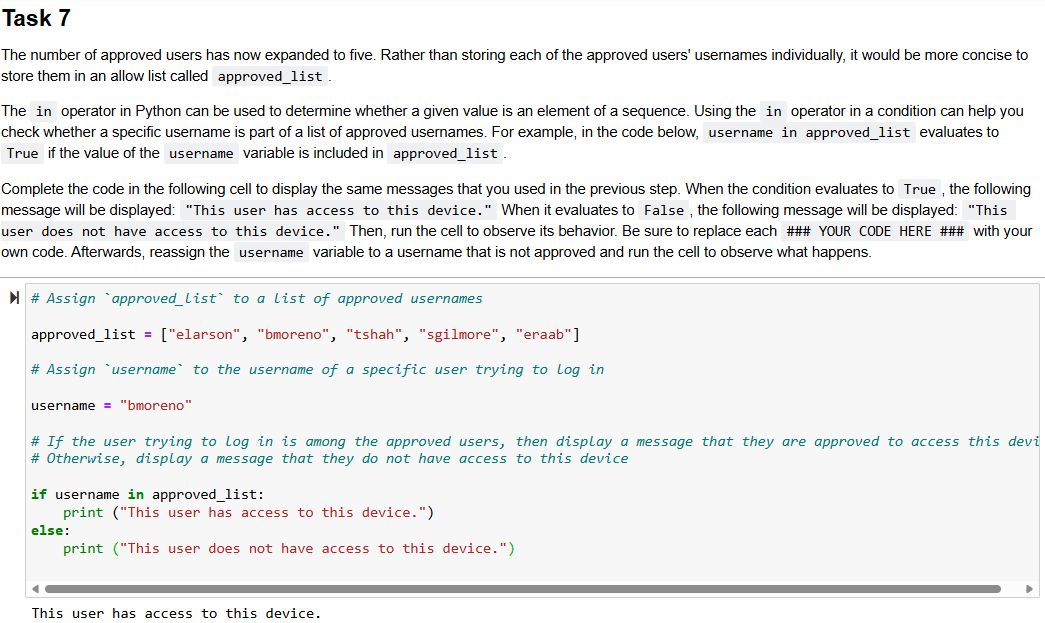 Task 7
The number of approved users has now expanded to five. Rather than storing each of the approved users' usernames individually, it would be more concise to
store them in an allow list called approved_list .
The in operator in Python can be used to determine whether a given value is an element of a sequence. Using the in operator in a condition can help you
check whether a specific username is part of a list of approved usernames. For example, in the code below, username in approved_list evaluates to
True if the value of the username variable is included in approved_list .
Complete the code in the following cell to display the same messages that you used in the previous step. When the condition evaluates to True , the following
message will be displayed: "This user has access to this device." When it evaluates to False , the following message will be displayed: "This
user does not have access to this device." Then, run the cell to observe its behavior. Be sure to replace each ### YOUR CODE HERE ### with your
own code. Afterwards, reassign the username variable to a username that is not approved and run the cell to observe what happens.
# Assign `approved_list` to a list of approved usernames
approved_list = ["elarson", "bmoreno", "tshah", "sgilmore", "eraab"]
# Assign `username` to the username of a specific user trying to log in
username = "bmoreno"
# If the user trying to log in is among the approved users, then display a message that they are approved to access this devi
# Otherwise, display a message that they do not have access to this device
if username in approved_list:
    print ("This user has access to this device.")
else:
    print ("This user does not have access to this device.")
This user has access to this device.